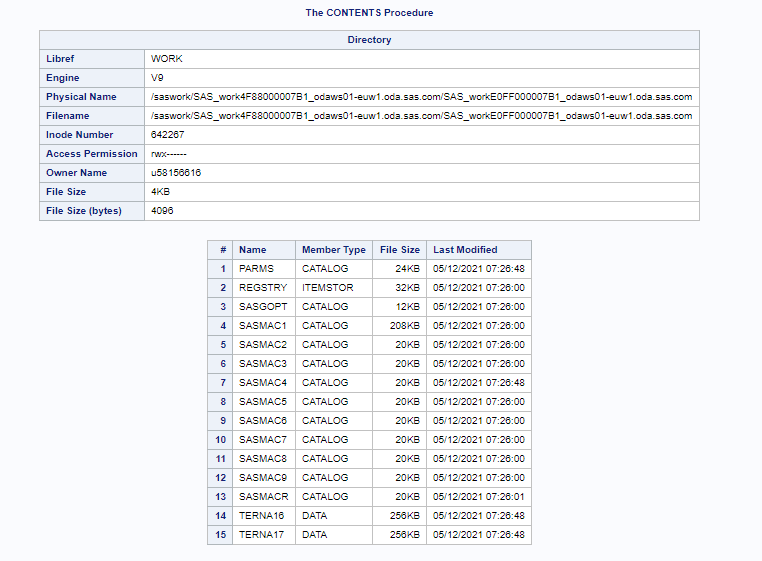 The CONTENTS Procedure
Directory
Libref WORK
Engine V9
Physical Name /saswork/SAS_work4F88000007B1_odaws01-euw1.oda.sas.com/SAS_workE0FF000007B1_odaws01-euw1.oda.sas.com
Filename /saswork/SAS_work4F88000007B1_odaws01-euw1.oda.sas.com/SAS_workE0FF000007B1_odaws01-euw1.oda.sas.com
Inode Number 642267
Access Permission rwx------
Owner Name u58156616
File Size 4KB
File Size (bytes) 4096
# Name Member Type File Size Last Modified
1 PARMS CATALOG 24KB 05/12/2021 07:26:48
2 REGSTRY ITEMSTOR 32KB 05/12/2021 07:26:00
3 SASGOPT CATALOG 12KB 05/12/2021 07:26:00
4 SASMAC1 CATALOG 208KB 05/12/2021 07:26:00
5 SASMAC2 CATALOG 20KB 05/12/2021 07:26:00
6 SASMAC3 CATALOG 20KB 05/12/2021 07:26:00
7 SASMAC4 CATALOG 20KB 05/12/2021 07:26:48
8 SASMAC5 CATALOG 20KB 05/12/2021 07:26:00
9 SASMAC6 CATALOG 20KB 05/12/2021 07:26:00
10 SASMAC7 CATALOG 20KB 05/12/2021 07:26:00
11 SASMAC8 CATALOG 20KB 05/12/2021 07:26:00
12 SASMAC9 CATALOG 20KB 05/12/2021 07:26:00
13 SASMACR CATALOG 20KB 05/12/2021 07:26:01
14 TERNA16 DATA 256KB 05/12/2021 07:26:48
15 TERNA17 DATA 256KB 05/12/2021 07:26:48